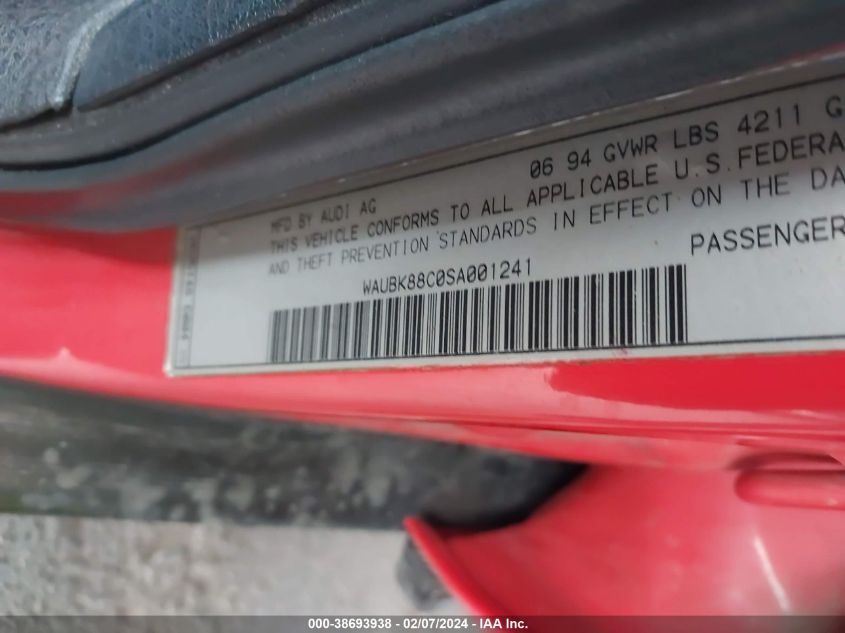 06 94 GVWR LBS 4211 G
MFD BY AUDI AG
THIS VEHICLE CONFORMS TO ALL APPLICABLE U.S.FEDERA
AND THEFT PREVENTION STANDARDS IN EFFECT ON THE DA
WAUBK88C0SA001241
PASSENGER
000-38693938 - 02/07/2024 - IAA Inc.